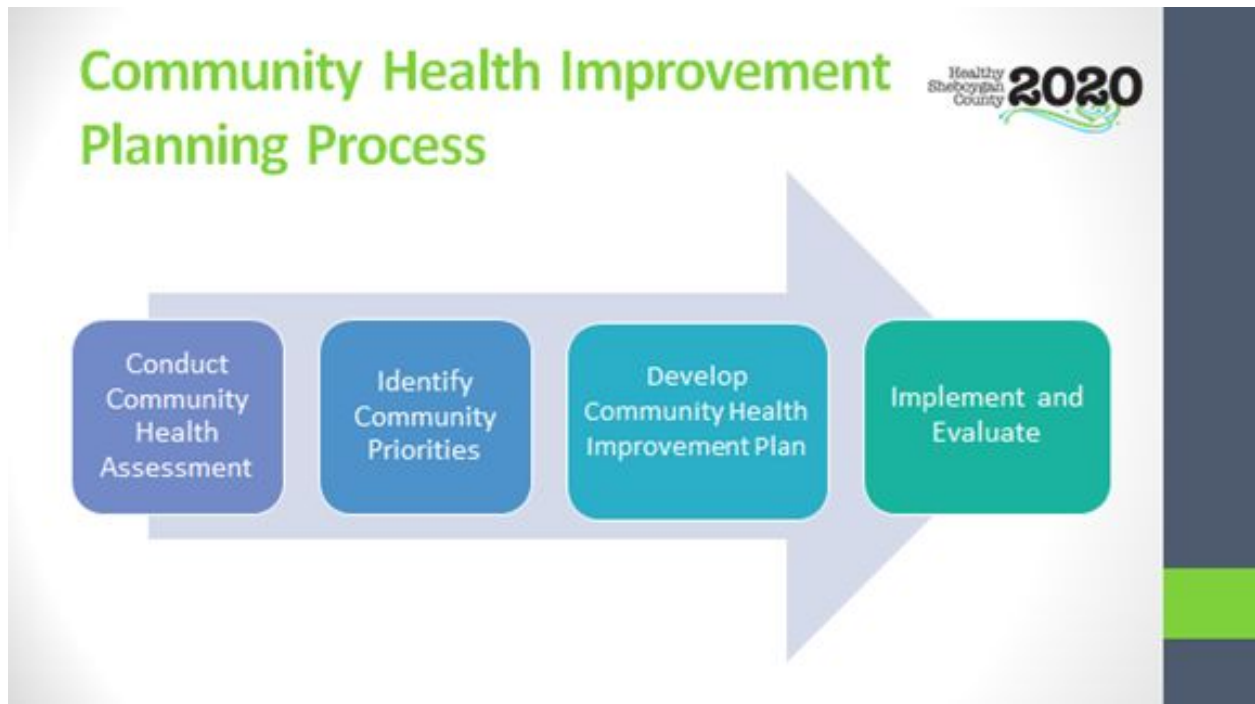 Community Health Improvement
Planning Process
Healthy
Sheboygan
County
2020
Conduct
Community
Health
Assessment
Identify
Community
Priorities
Develop
Community Health
Improvement Plan
Implement and
Evaluate